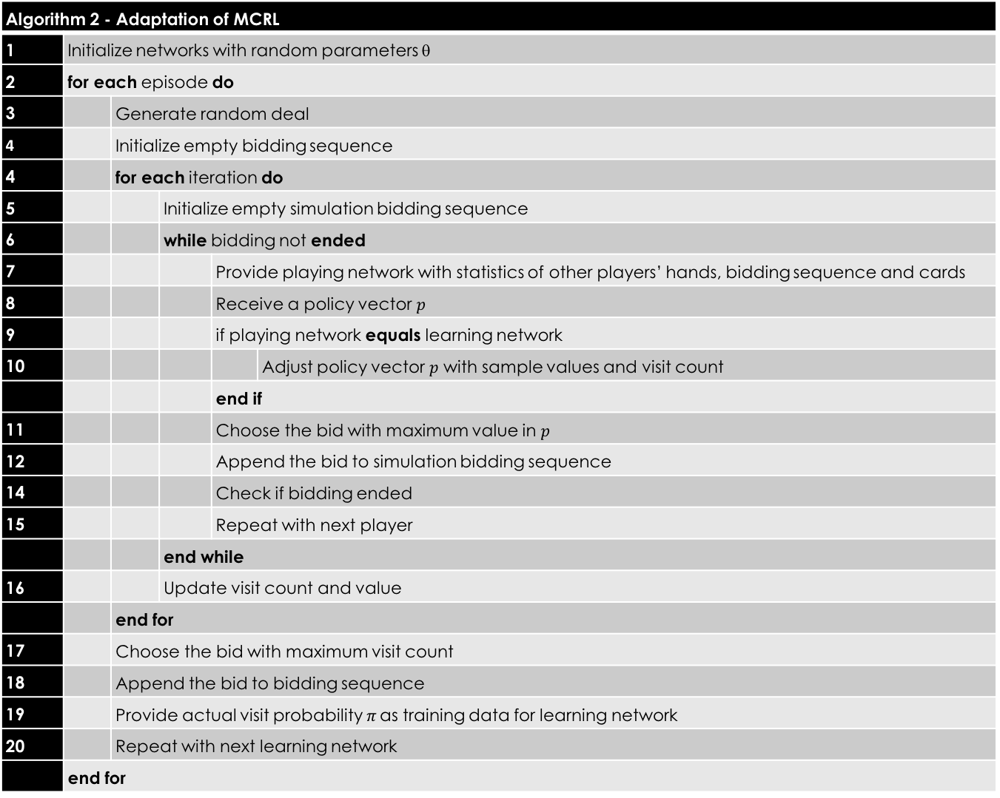 Algorithm 2 - Adaptation of MCRL
1 Initialize networks with random parameters θ
2 for each episode do
3 Generate random deal
4 Initialize empty bidding sequence
4 for each iteration do
5 Initialize empty simulation bidding sequence
6 while bidding not ended
7 Provide playing network with statistics of other players’ hands, bidding sequence and cards
8 Receive a policy vector p
9 if playing network equals learning network
10 Adjust policy vector p with sample values and visit count
end if
11 Choose the bid with maximum value in p
12 Append the bid to simulation bidding sequence
14 Check if bidding ended
15 Repeat with next player
end while
16 Update visit count and value
end for
17 Choose the bid with maximum visit count
18 Append the bid to bidding sequence
19 Provide actual visit probability π as training data for learning network
20 Repeat with next learning network
end for